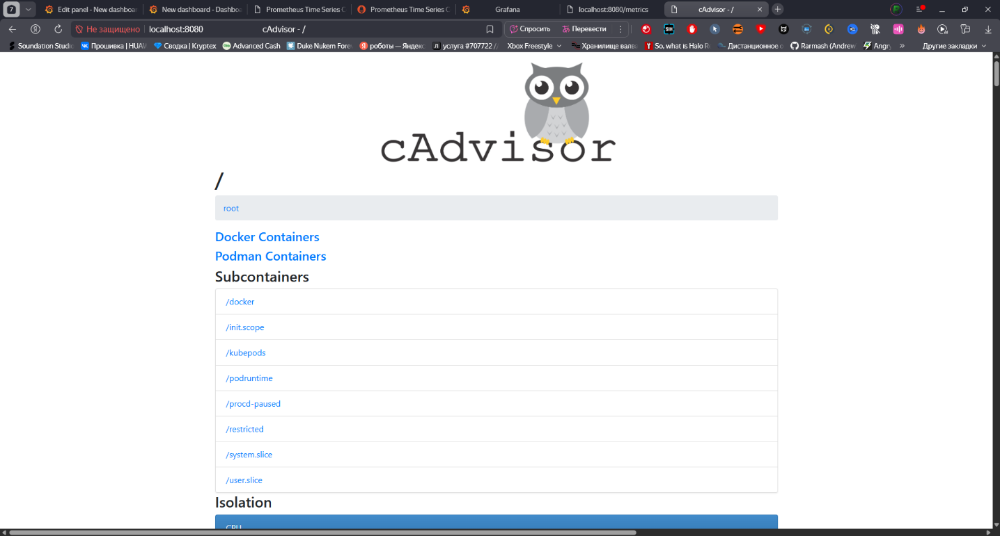 7
Edit panel - New dashboar
New dashboard - Dashbo
Prometheus Time Series C
Prometheus Time Series C
Grafana
localhost:8080/metrics
cAdvisor - /
Не защищено
localhost:8080
cAdvisor - /
Спросить
Перевести
Soundation Studio
Прошивка | HUAW
Сводка | Kryptex
Advanced Cash
Duke Nukem Forev
роботы — Яндекс
услуга #707722 //
Xbox Freestyle
Хранилище валва
So, what is Halo R
Дистанционное о
Rarmash (Andrew
Angr
»
Другие закладки
cAdvisor
/
root
Docker Containers
Podman Containers
Subcontainers
/docker
/init.scope
/kubepods
/podruntime
/procd-paused
/restricted
/system.slice
/user.slice
Isolation
CPU